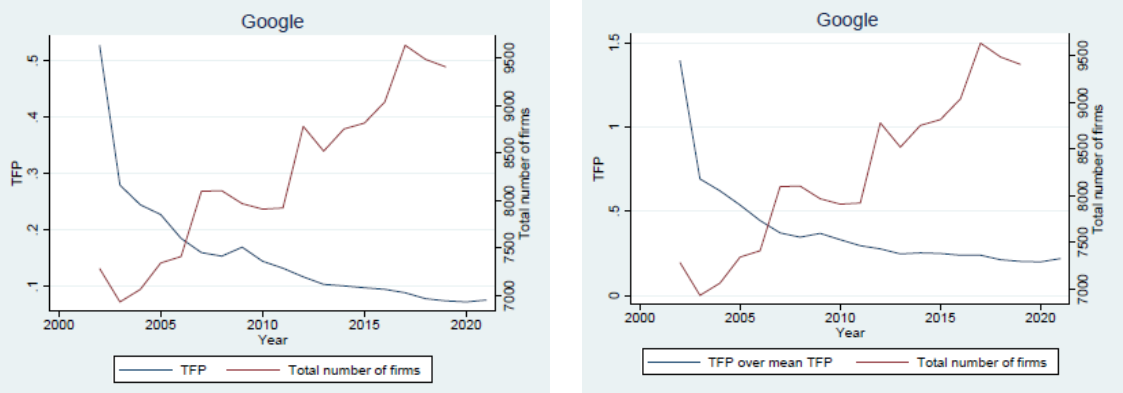 Google
.5
.4
.3
.2
.1
TFP
9500
9000
8500
8000
7500
7000
Total number of firms
2000 2005 2010 2015 2020
Year
TFP Total number of firms
Google
1.5
1
.5
0
TFP
9500
9000
8500
8000
7500
7000
Total number of firms
2000 2005 2010 2015 2020
Year
TFP over mean TFP Total number of firms